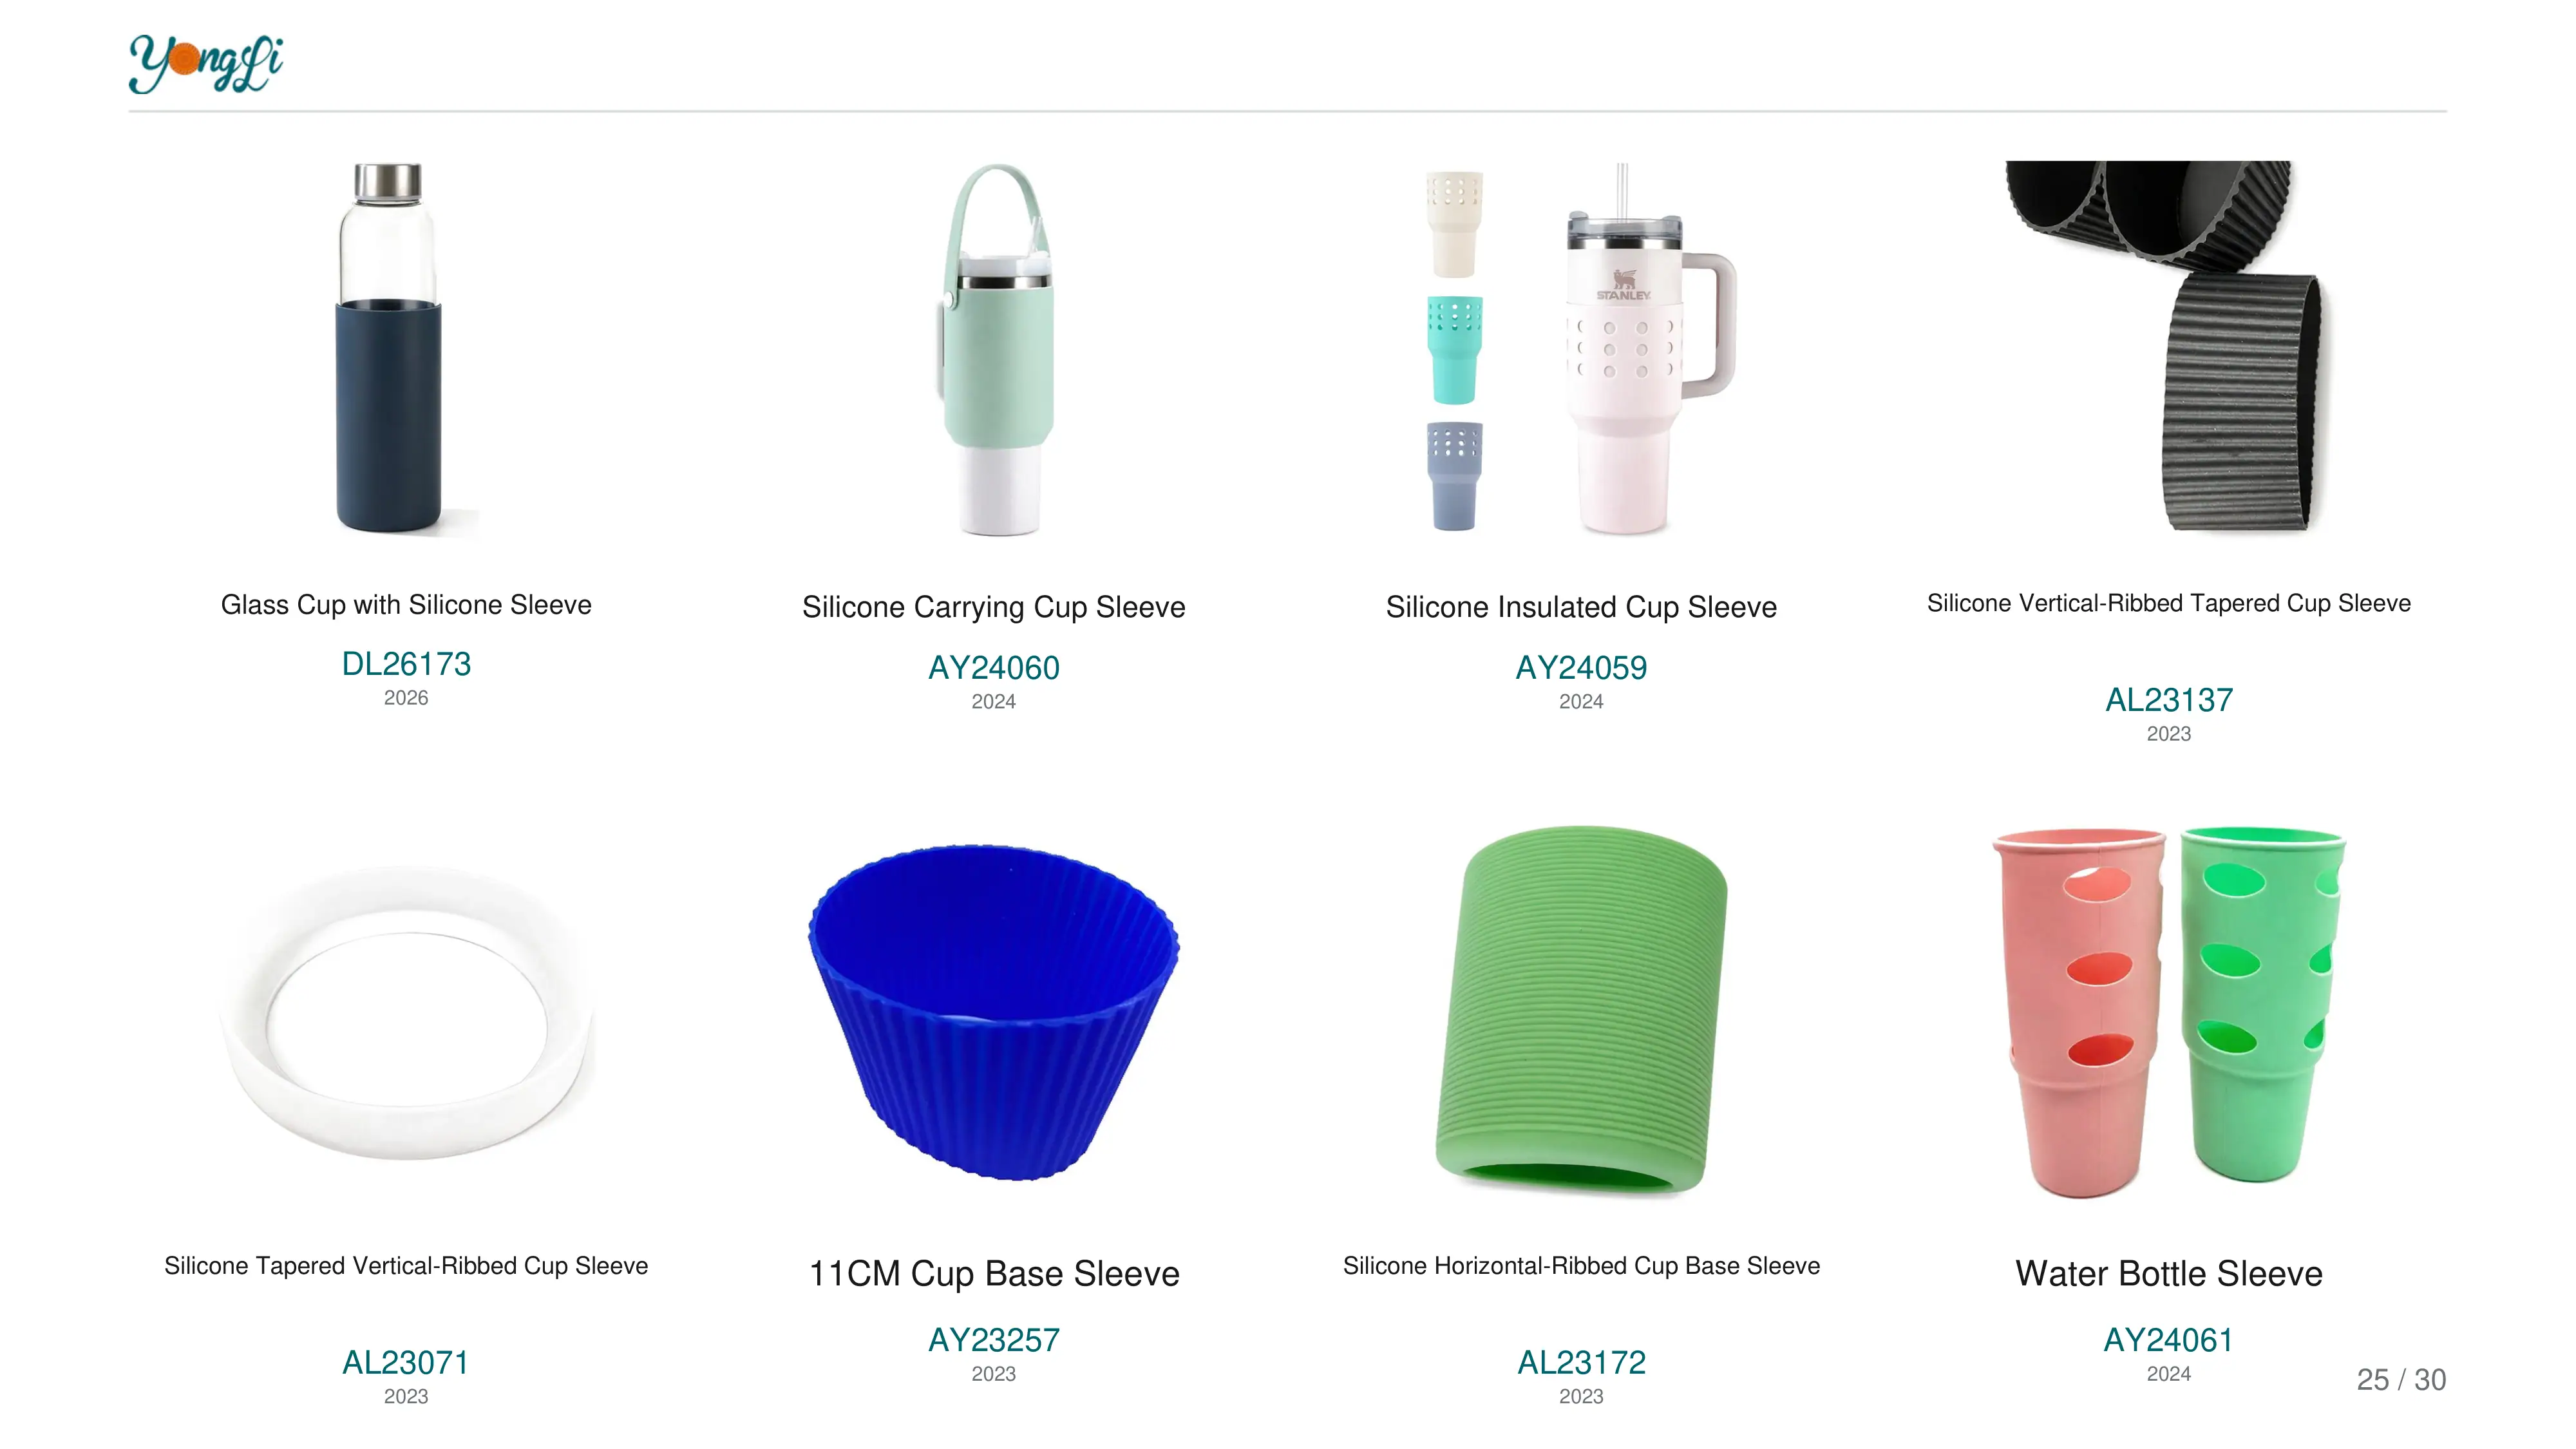 YongLi
STANLEY
Glass Cup with Silicone Sleeve
DL26173
2026
Silicone Carrying Cup Sleeve
AY24060
2024
Silicone Insulated Cup Sleeve
AY24059
2024
Silicone Vertical-Ribbed Tapered Cup Sleeve
AL23137
2023
Silicone Tapered Vertical-Ribbed Cup Sleeve
AL23071
2023
11CM Cup Base Sleeve
AY23257
2023
Silicone Horizontal-Ribbed Cup Base Sleeve
AL23172
2023
Water Bottle Sleeve
AY24061
2024
25 / 30